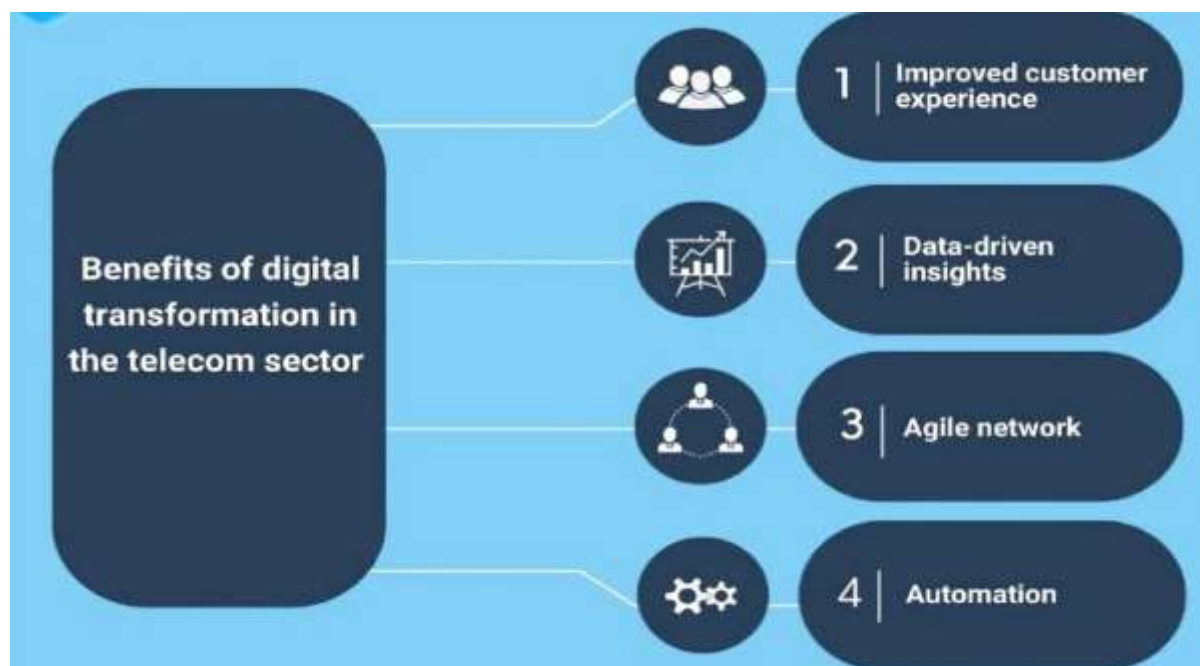 Benefits of digital
transformation in
the telecom sector
1
Improved customer
experience
2
Data-driven
insights
3
Agile network
4
Automation